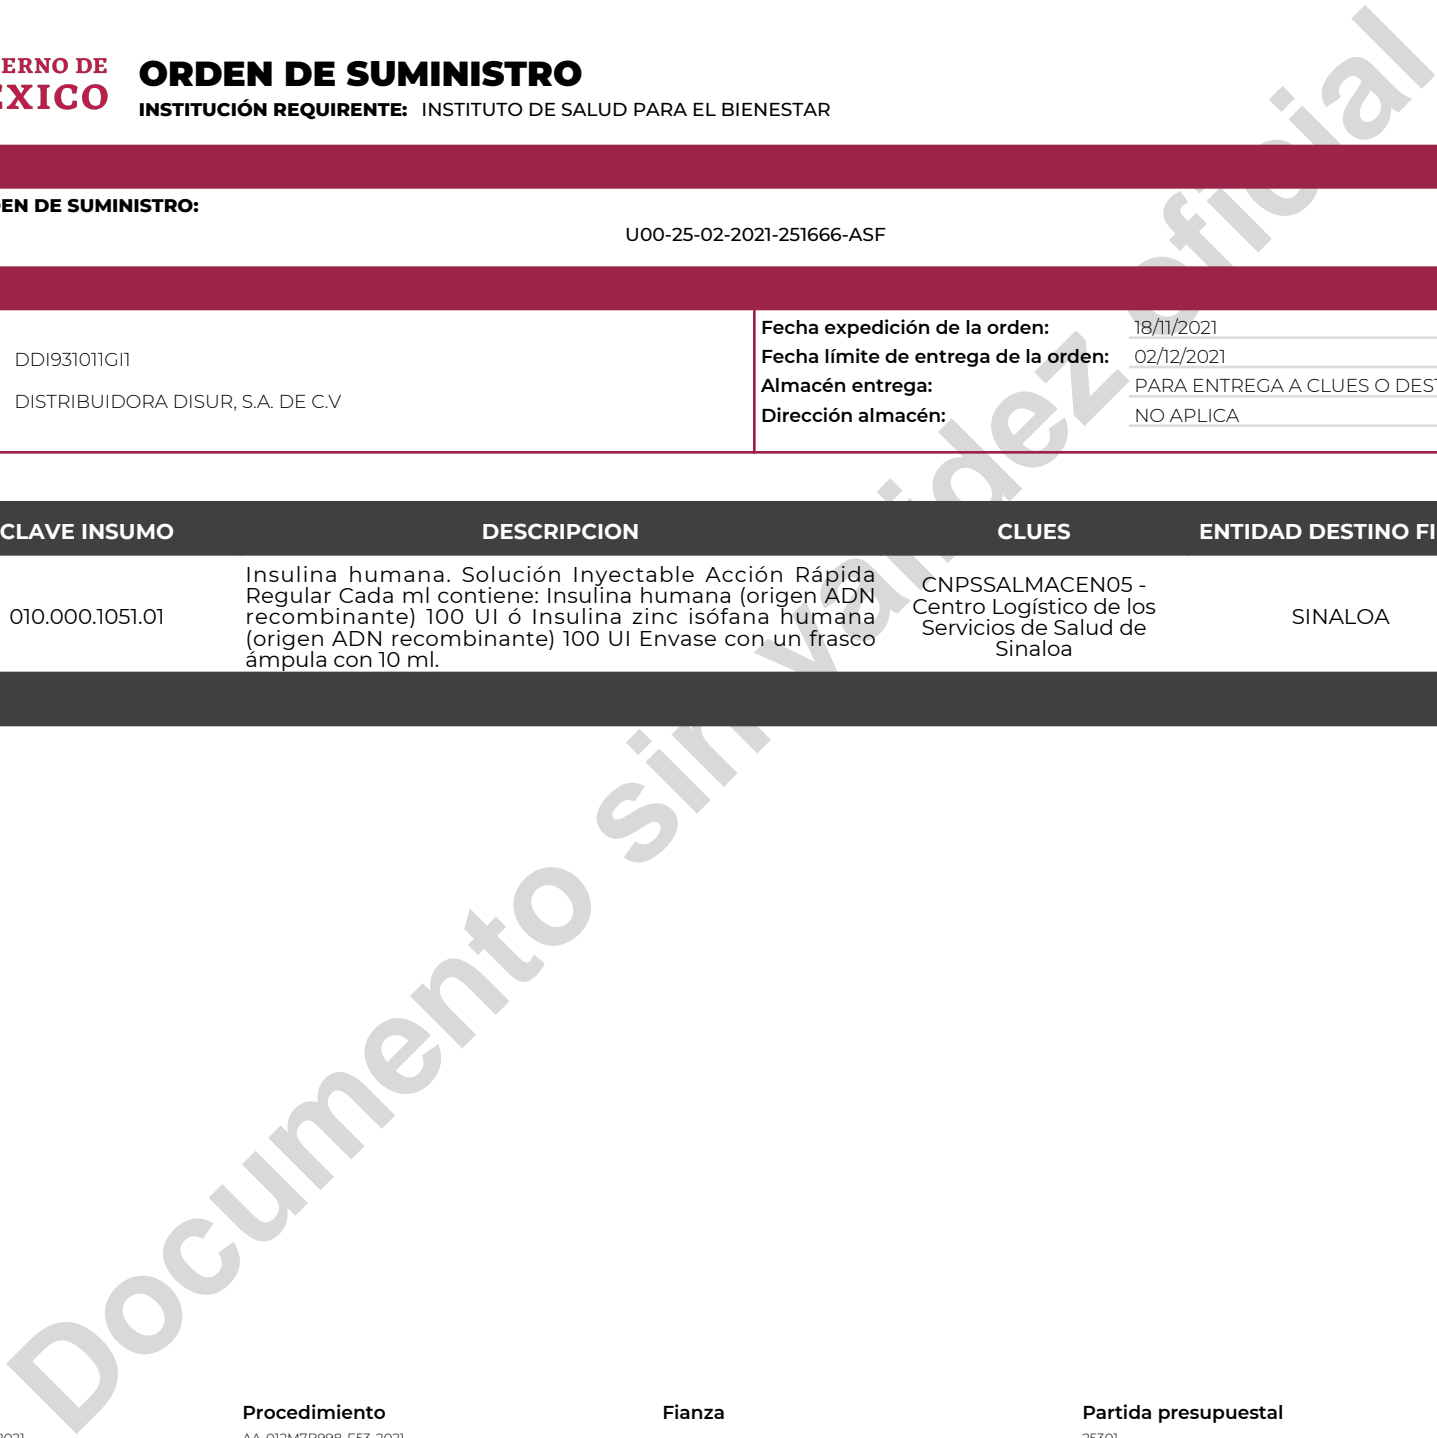 ERNO DE
EXICO
ORDEN DE SUMINISTRO
INSTITUCIÓN REQUIRENTE: INSTITUTO DE SALUD PARA EL BIENESTAR
EN DE SUMINISTRO:
U00-25-02-2021-251666-ASF
DDI931011GI1
DISTRIBUIDORA DISUR, S.A. DE C.V
Fecha expedición de la orden: 18/11/2021
Fecha límite de entrega de la orden: 02/12/2021
Almacén entrega: PARA ENTREGA A CLUES O DEST
Dirección almacén: NO APLICA
CLAVE INSUMO DESCRIPCION CLUES ENTIDAD DESTINO FI
010.000.1051.01
Insulina humana. Solución Inyectable Acción Rápida
Regular Cada ml contiene: Insulina humana (origen ADN
recombinante) 100 UI ó Insulina zinc isófana humana
(origen ADN recombinante) 100 UI Envase con un frasco
ámpula con 10 ml.
CNPSSALMACEN05 -
Centro Logístico de los
Servicios de Salud de
Sinaloa
SINALOA
Documento sin validez oficial
Procedimiento Fianza Partida presupuestal